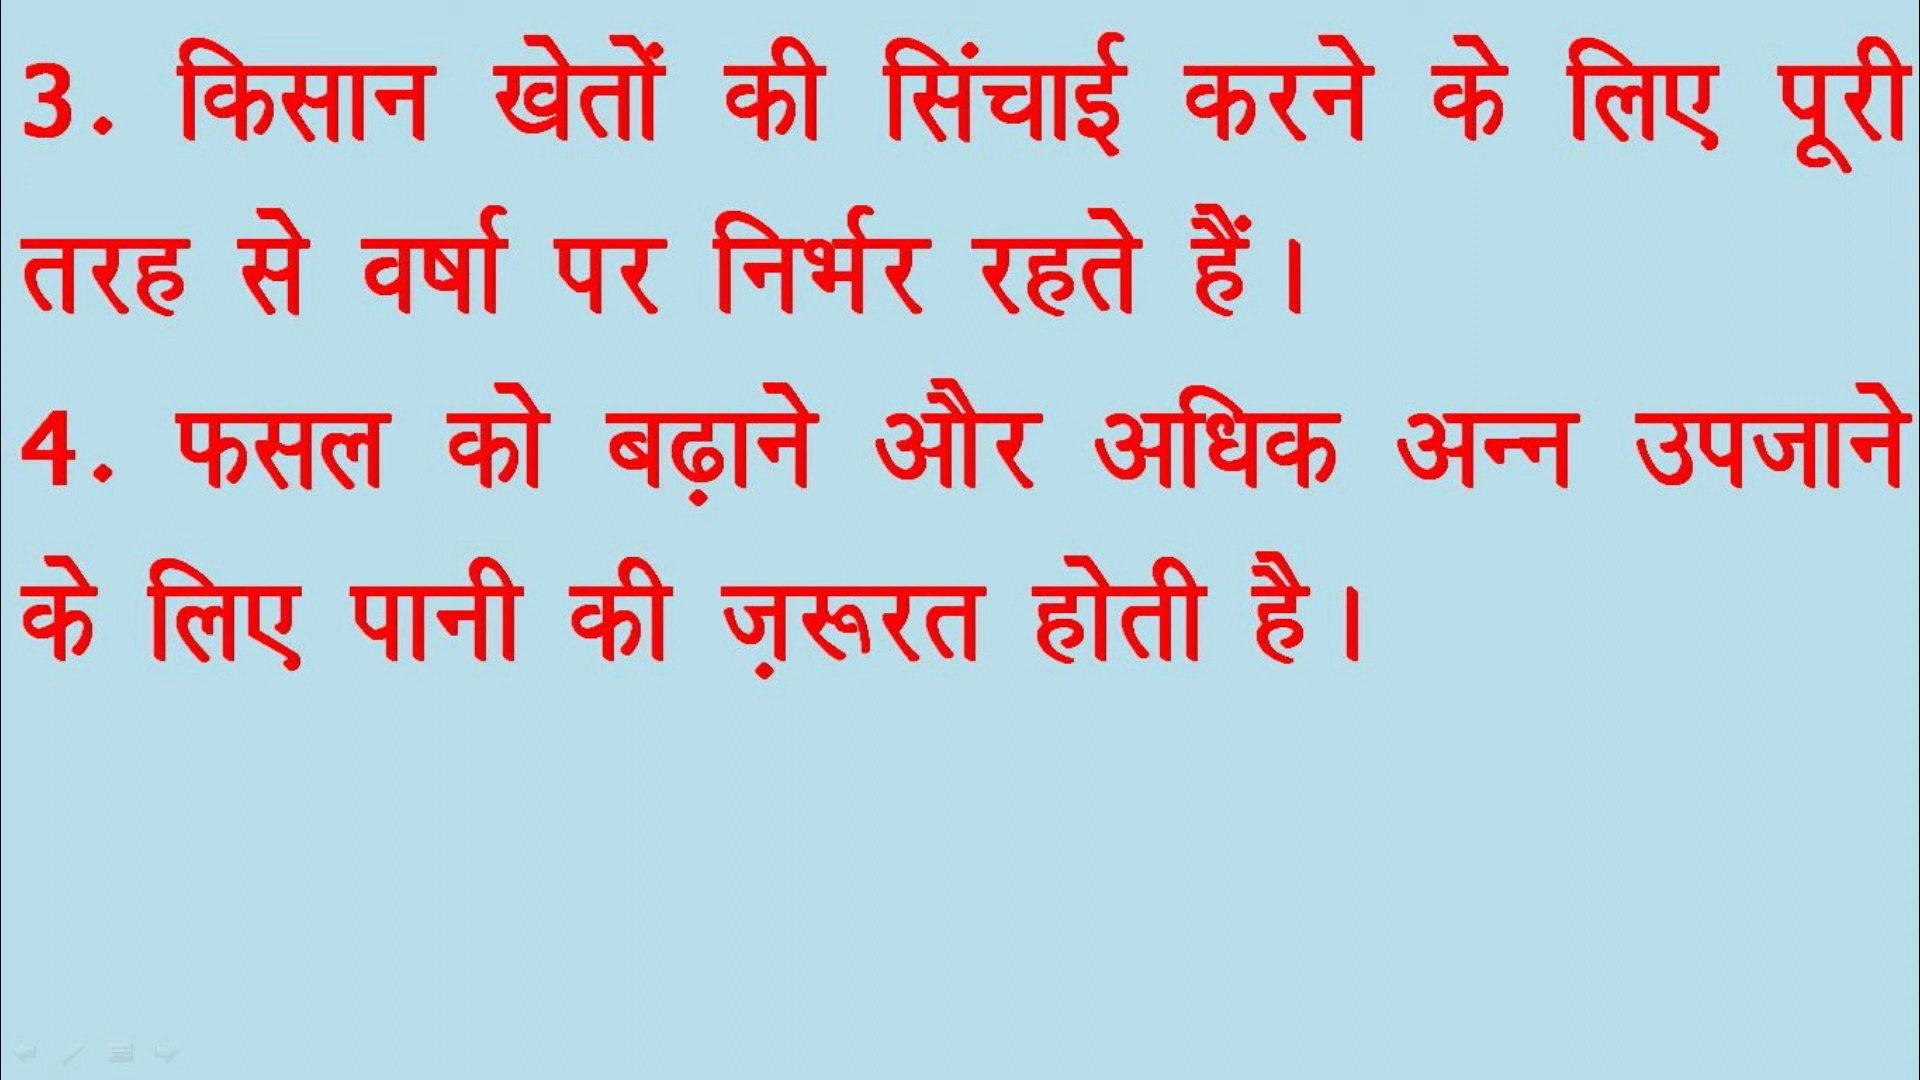 3. किसान खेतों की सिंचाई करने के लिए पूरी
तरह से वर्षा पर निर्भर रहते हैं।
4. फसल को बढ़ाने और अधिक अन्न उपजाने
के लिए पानी की ज़रूरत होती है।